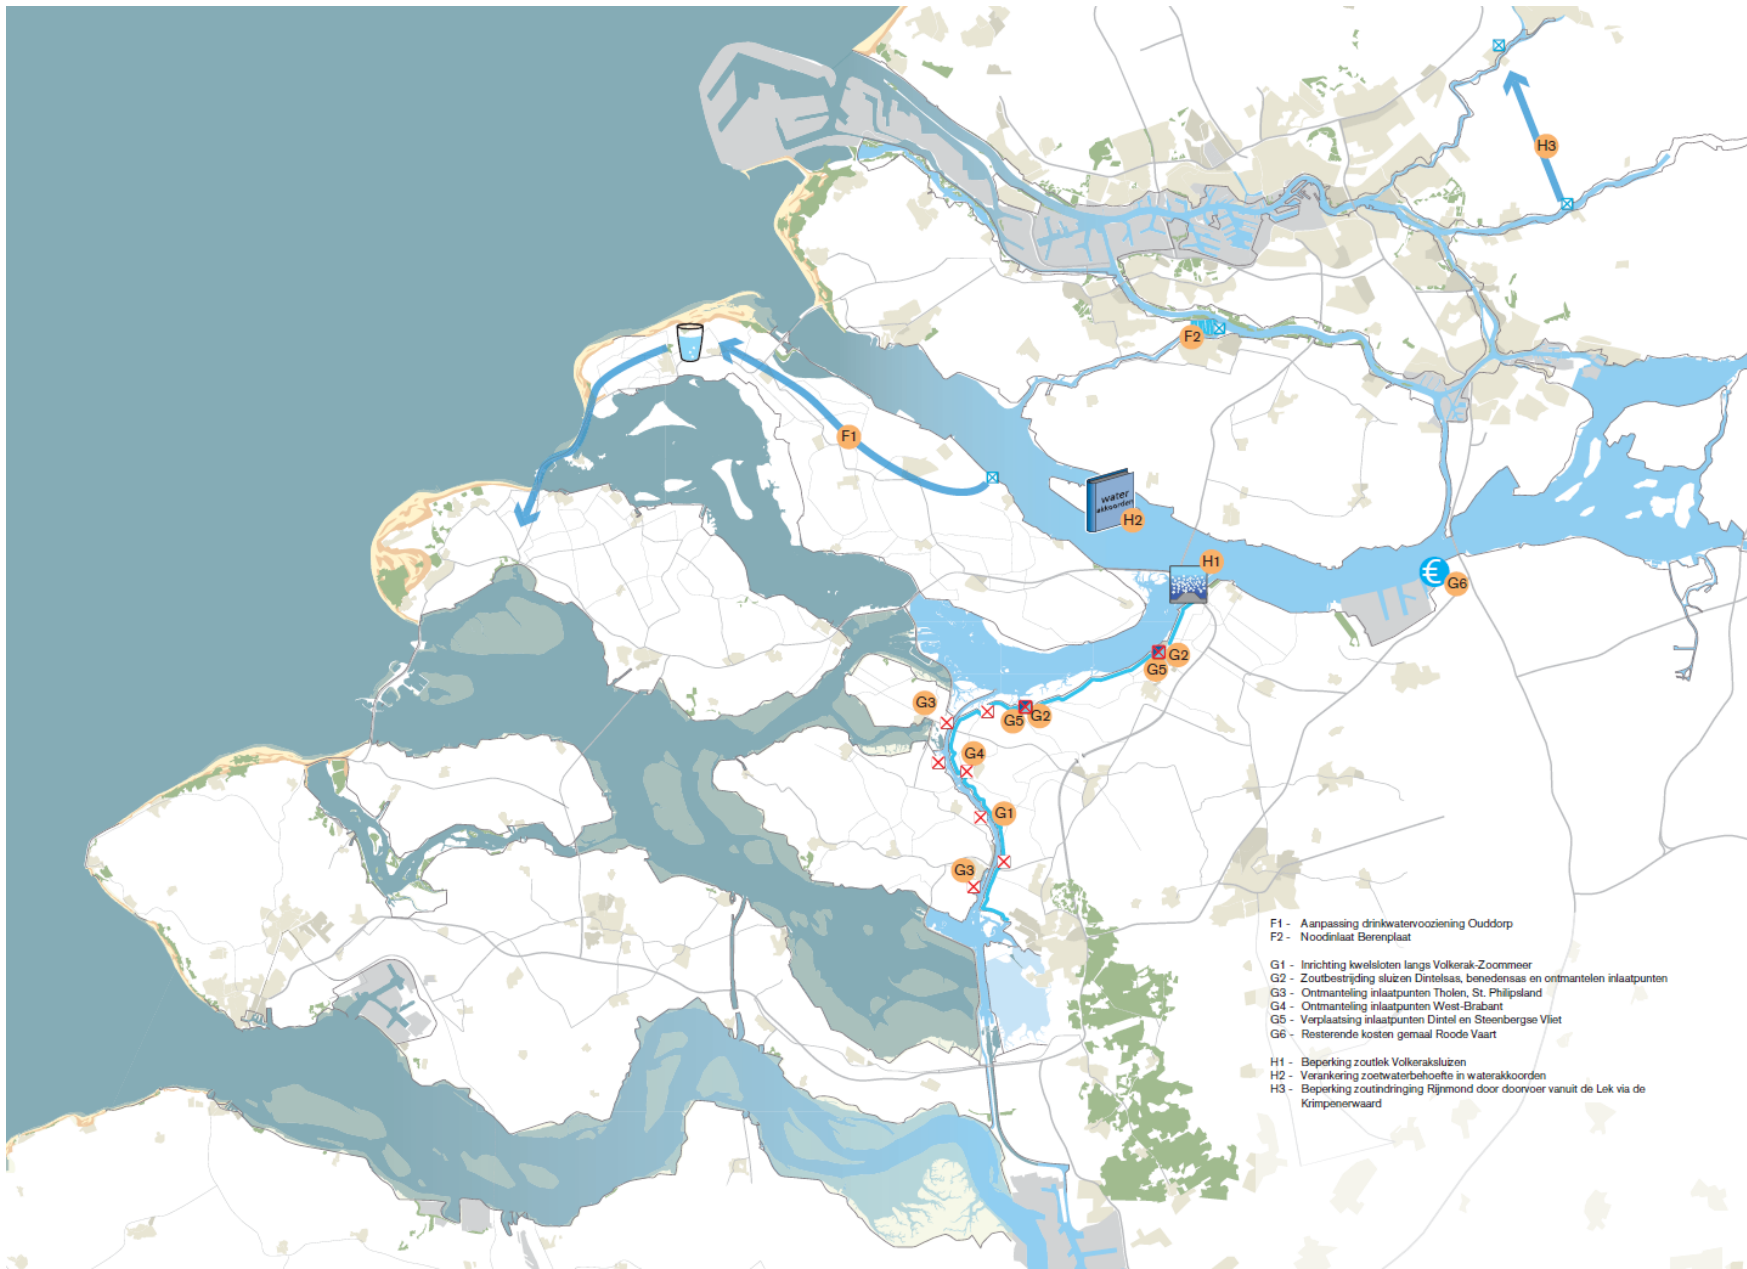 H3
F2
F1
water
akkoorden
H2
H1
€
G6
G2
G5
G3
G5
G2
G4
G1
G3
F1 - Aanpassing drinkwatervooziening Ouddorp
F2 - Noodinlaat Berenplaat
G1 - Inrichting kwelsloten langs Volkerak-Zoommeer
G2 - Zoutbestrijding sluizen Dintelsas, benedensas en ontmantelen inlaatpunten
G3 - Ontmanteling inlaatpunten Tholen, St. Philipsland
G4 - Ontmanteling inlaatpunten West-Brabant
G5 - Verplaatsing inlaatpunten Dintel en Steenbergse Vliet
G6 - Resterende kosten gemaal Roode Vaart
H1 - Beperking zoutlek Volkeraksluizen
H2 - Verankering zoetwaterbehoefte in waterakkoorden
H3 - Beperking zoutindringing Rijnmond door doorvoer vanuit de Lek via de
Krimpenerwaard